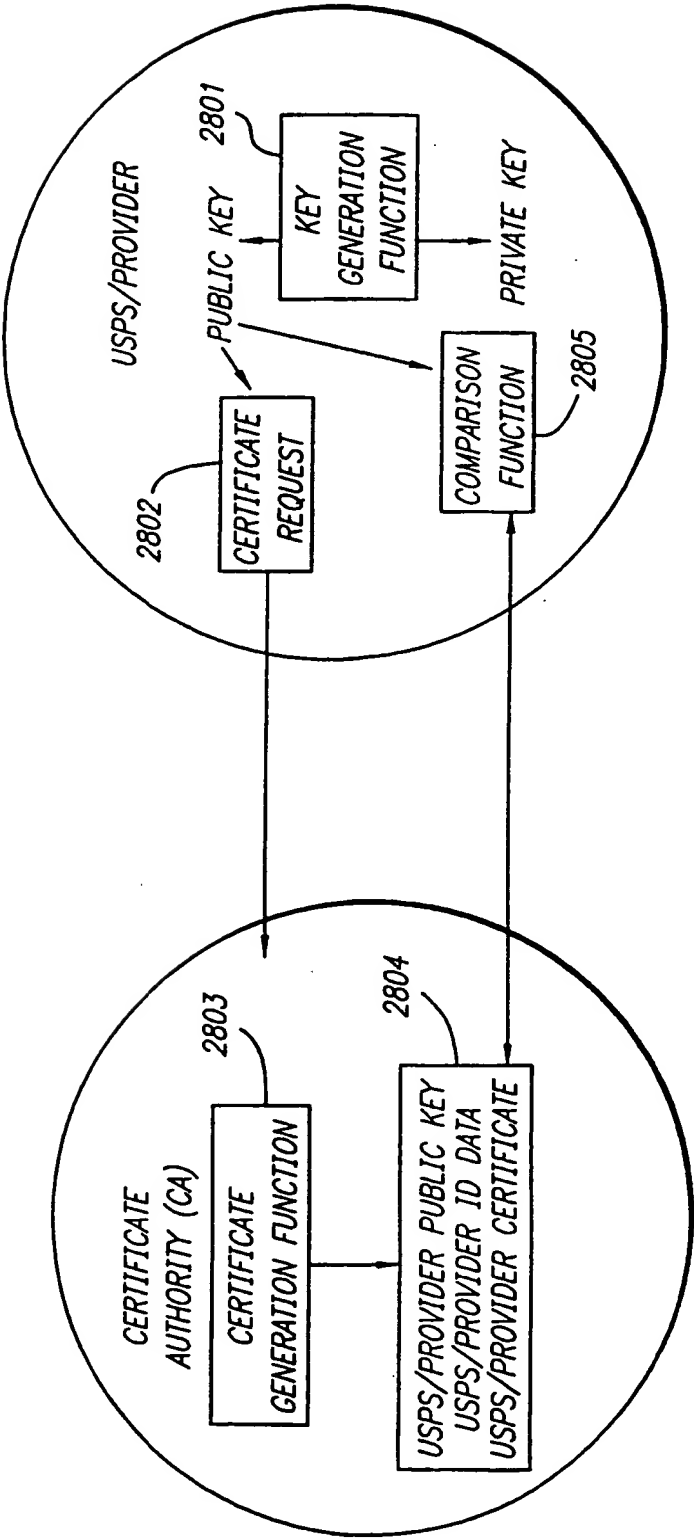 CERTIFICATE
AUTHORITY (CA)
2803
CERTIFICATE
GENERATION FUNCTION
2804
USPS/PROVIDER PUBLIC KEY
USPS/PROVIDER ID DATA
USPS/PROVIDER CERTIFICATE
USPS/PROVIDER
2802
CERTIFICATE
REQUEST
PUBLIC KEY
2801
KEY
GENERATION
FUNCTION
PRIVATE KEY
COMPARISON
FUNCTION
2805